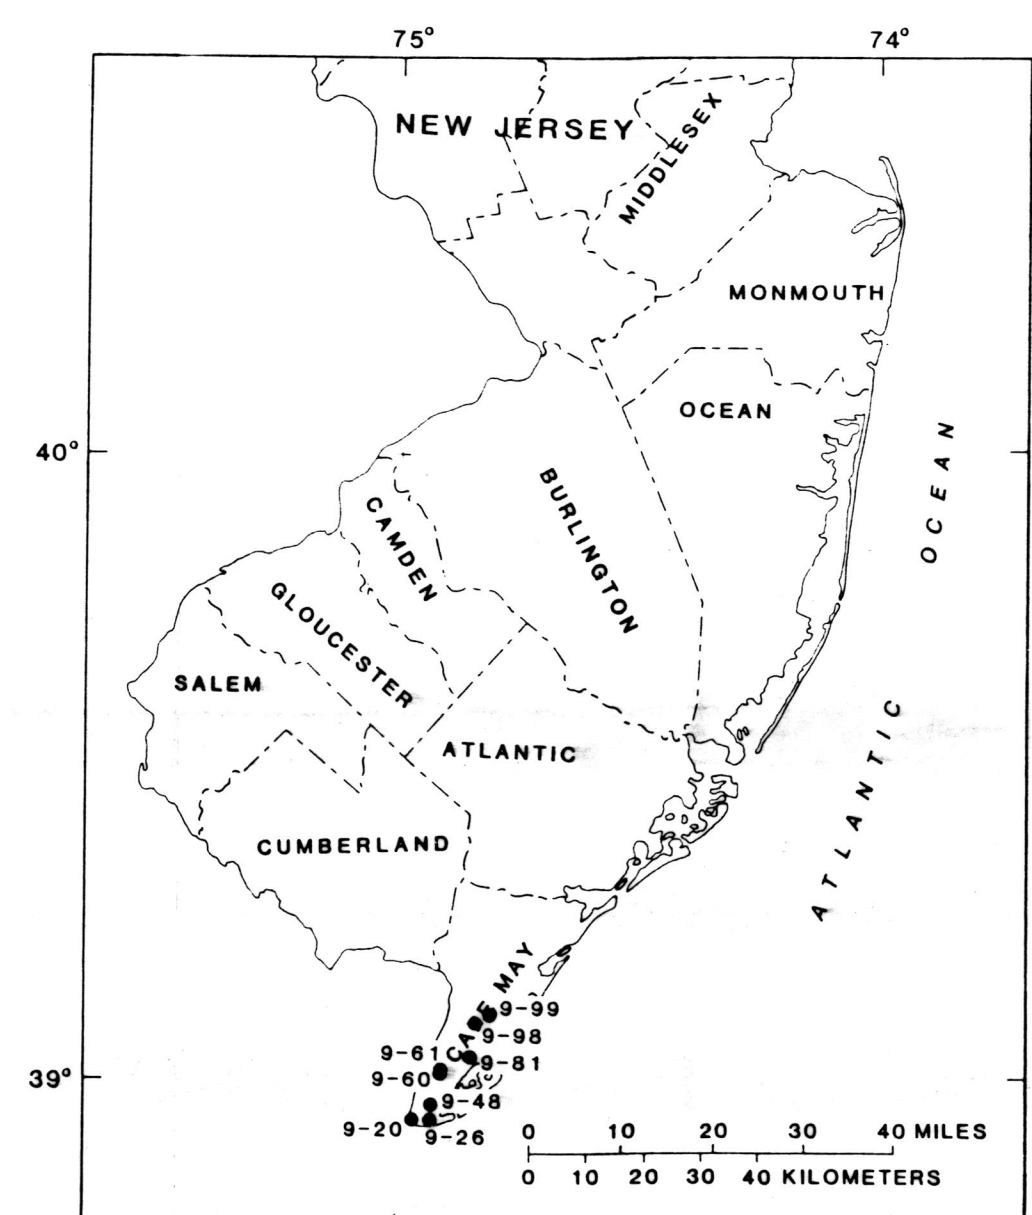 75° 74°
NEW JERSEY
MIDDLESEX
MONMOUTH
OCEAN
40°
OCEAN
BURLINGTON
CAMDEN
GLOUCESTER
SALEM
ATLANTIC
ATLANTIC
CUMBERLAND
CAPE MAY
9-99
9-98
9-61
9-81
9-60
39°
9-48
9-20
9-26
0 10 20 30 40 MILES
0 10 20 30 40 KILOMETERS